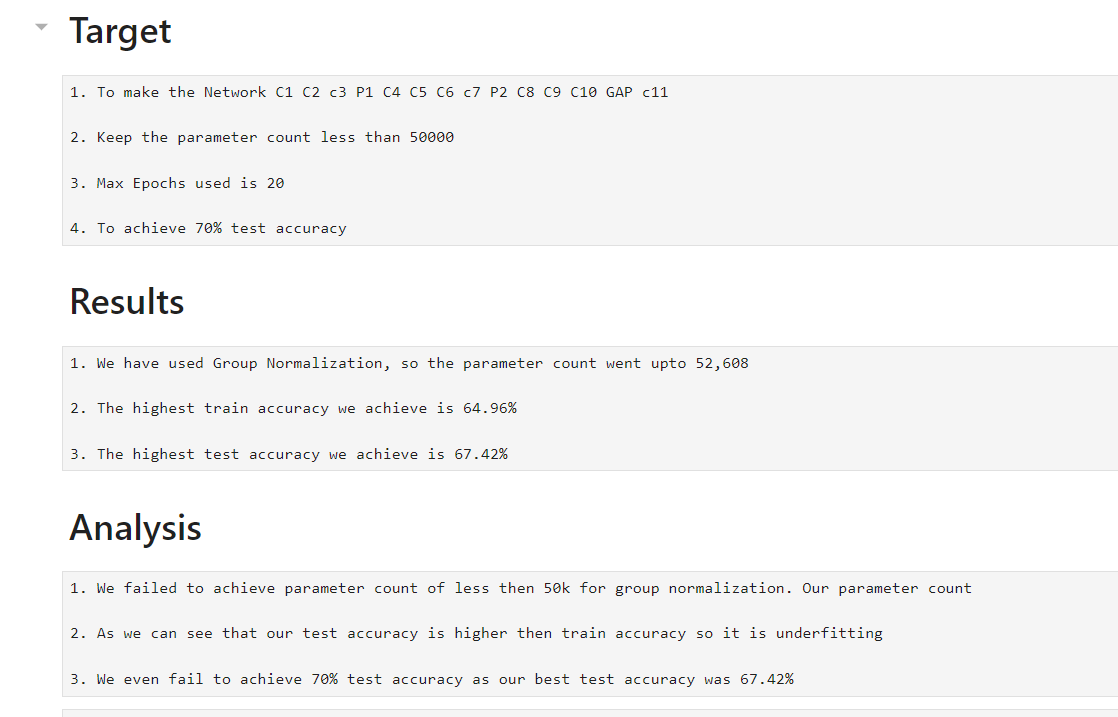 Target
1. To make the Network C1 C2 c3 P1 C4 C5 C6 c7 P2 C8 C9 C10 GAP c11
2. Keep the parameter count less than 50000
3. Max Epochs used is 20
4. To achieve 70% test accuracy
Results
1. We have used Group Normalization, so the parameter count went upto 52,608
2. The highest train accuracy we achieve is 64.96%
3. The highest test accuracy we achieve is 67.42%
Analysis
1. We failed to achieve parameter count of less then 50k for group normalization. Our parameter count
2. As we can see that our test accuracy is higher then train accuracy so it is underfitting
3. We even fail to achieve 70% test accuracy as our best test accuracy was 67.42%